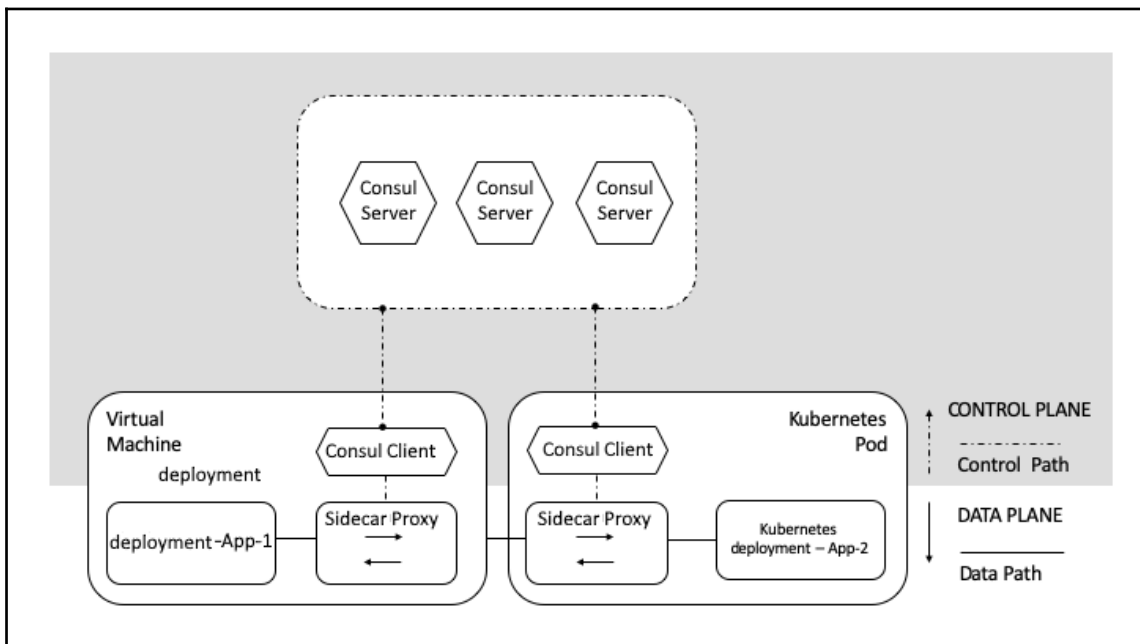 Consul
Server
Consul
Server
Consul
Server
Virtual
Machine
deployment
Consul Client
deployment-App-1
Sidecar Proxy
Kubernetes
Pod
Consul Client
Sidecar Proxy
Kubernetes
deployment – App-2
CONTROL PLANE
Control Path
DATA PLANE
Data Path